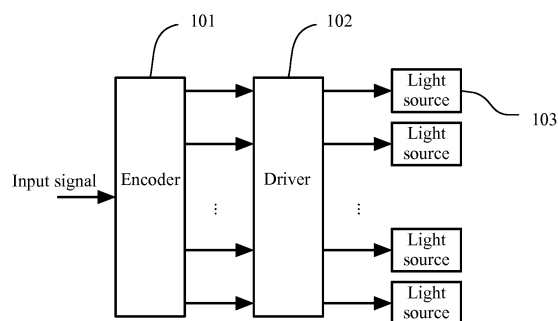 101
102
Light
source
103
Light
source
Input signal
Encoder
Driver
...
...
Light
source
Light
source